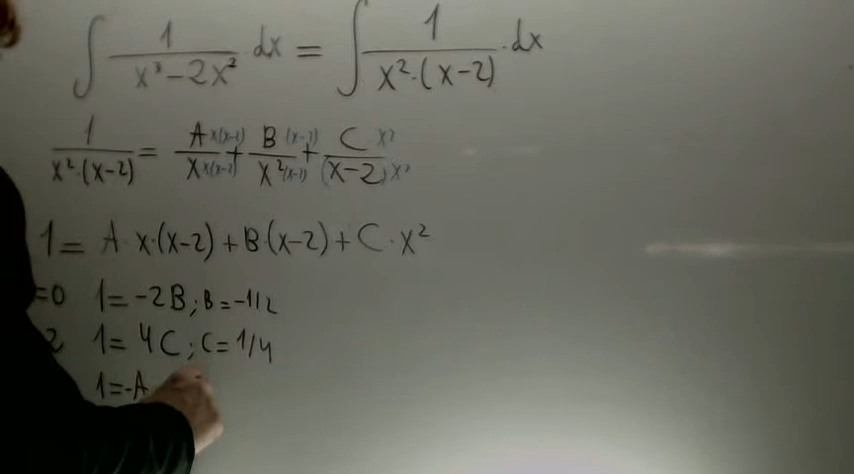 ∫ 1/(x³-2x²) dx = ∫ 1/(x²·(x-2)) · dx
1/(x²·(x-2)) = A x(x-2)/x x(x-2) + B (x-2)/x² (x-2) + C x²/(x-2) x²
1 = A·x·(x-2) + B·(x-2) + C·x²
=0 1=-2B; B=-1/2
2 1= 4C; C=1/4
1=-A